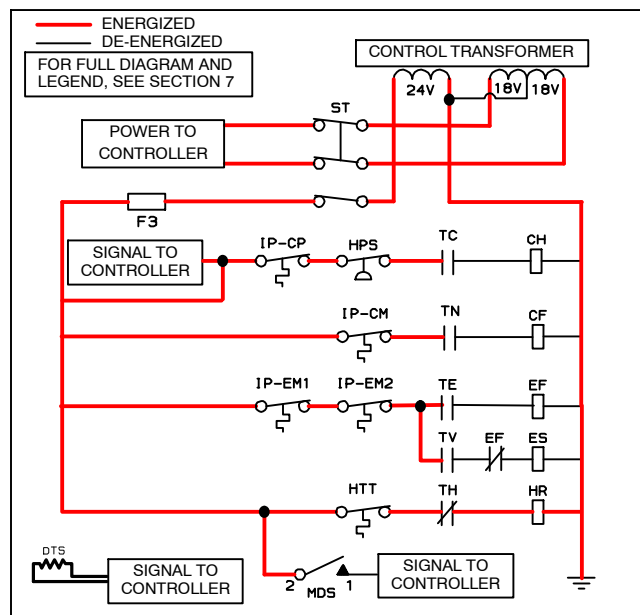 ENERGIZED
DE-ENERGIZED
FOR FULL DIAGRAM AND
LEGEND, SEE SECTION 7
CONTROL TRANSFORMER
24V
18V
18V
ST
POWER TO
CONTROLLER
F3
SIGNAL TO
CONTROLLER
IP-CP
HPS
TC
CH
IP-CM
TN
CF
IP-EM1
IP-EM2
TE
EF
TV
EF
ES
HTT
TH
HR
DTS
SIGNAL TO
CONTROLLER
2
MDS
1
SIGNAL TO
CONTROLLER